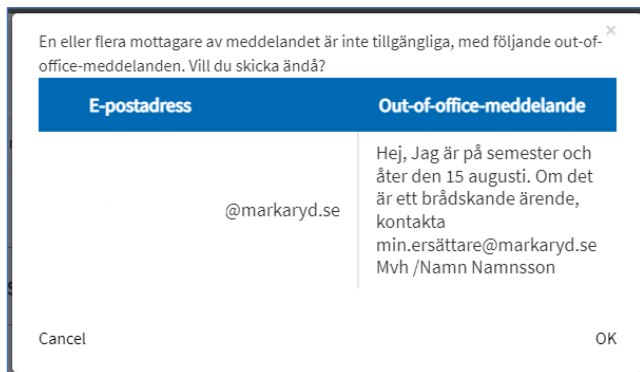 En eller flera mottagare av meddelandet är inte tillgängliga, med följande out-of-
office-meddelanden. Vill du skicka ändå?
×
E-postadress
Out-of-office-meddelande
@markaryd.se
Hej, Jag är på semester och
åter den 15 augusti. Om det
är ett brådskande ärende,
kontakta
min.ersättare@markaryd.se
Mvh /Namn Namnsson
Cancel
OK